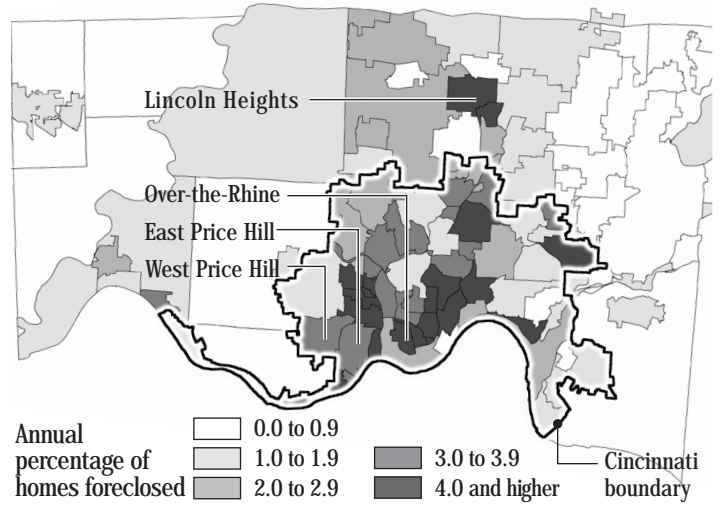 Lincoln Heights
Over-the-Rhine
East Price Hill
West Price Hill
Annual
percentage of
homes foreclosed
0.0 to 0.9
1.0 to 1.9
2.0 to 2.9
3.0 to 3.9
4.0 and higher
Cincinnati
boundary